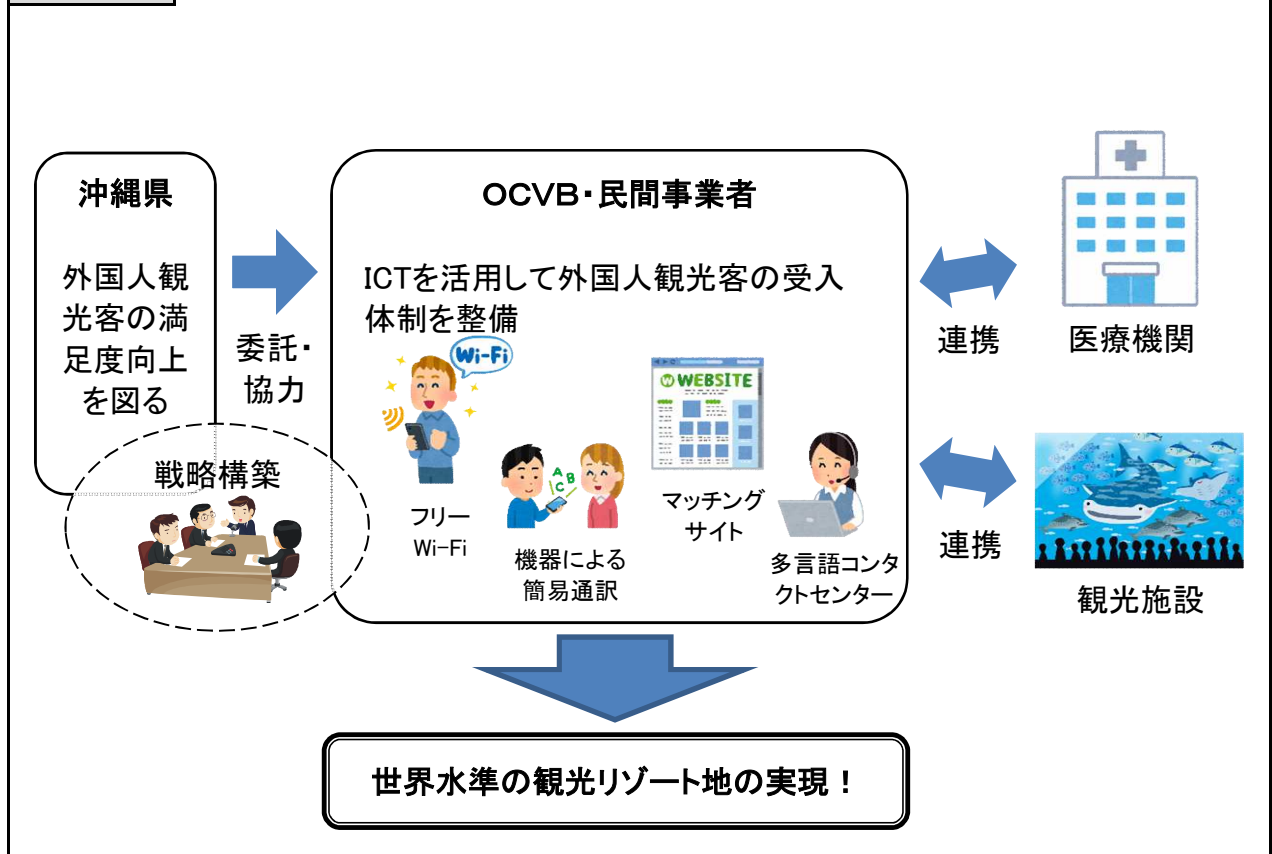 沖縄県
外国人観
光客の満
足度向上
を図る
戦略構築
委託・
協力
OCVB・民間事業者
ICTを活用して外国人観光客の受入
体制を整備
Wi-Fi
フリー
Wi-Fi
A
B
C
機器による
簡易通訳
WEBSITE
マッチング
サイト
多言語コンタ
クトセンター
連携
医療機関
連携
観光施設
世界水準の観光リゾート地の実現！